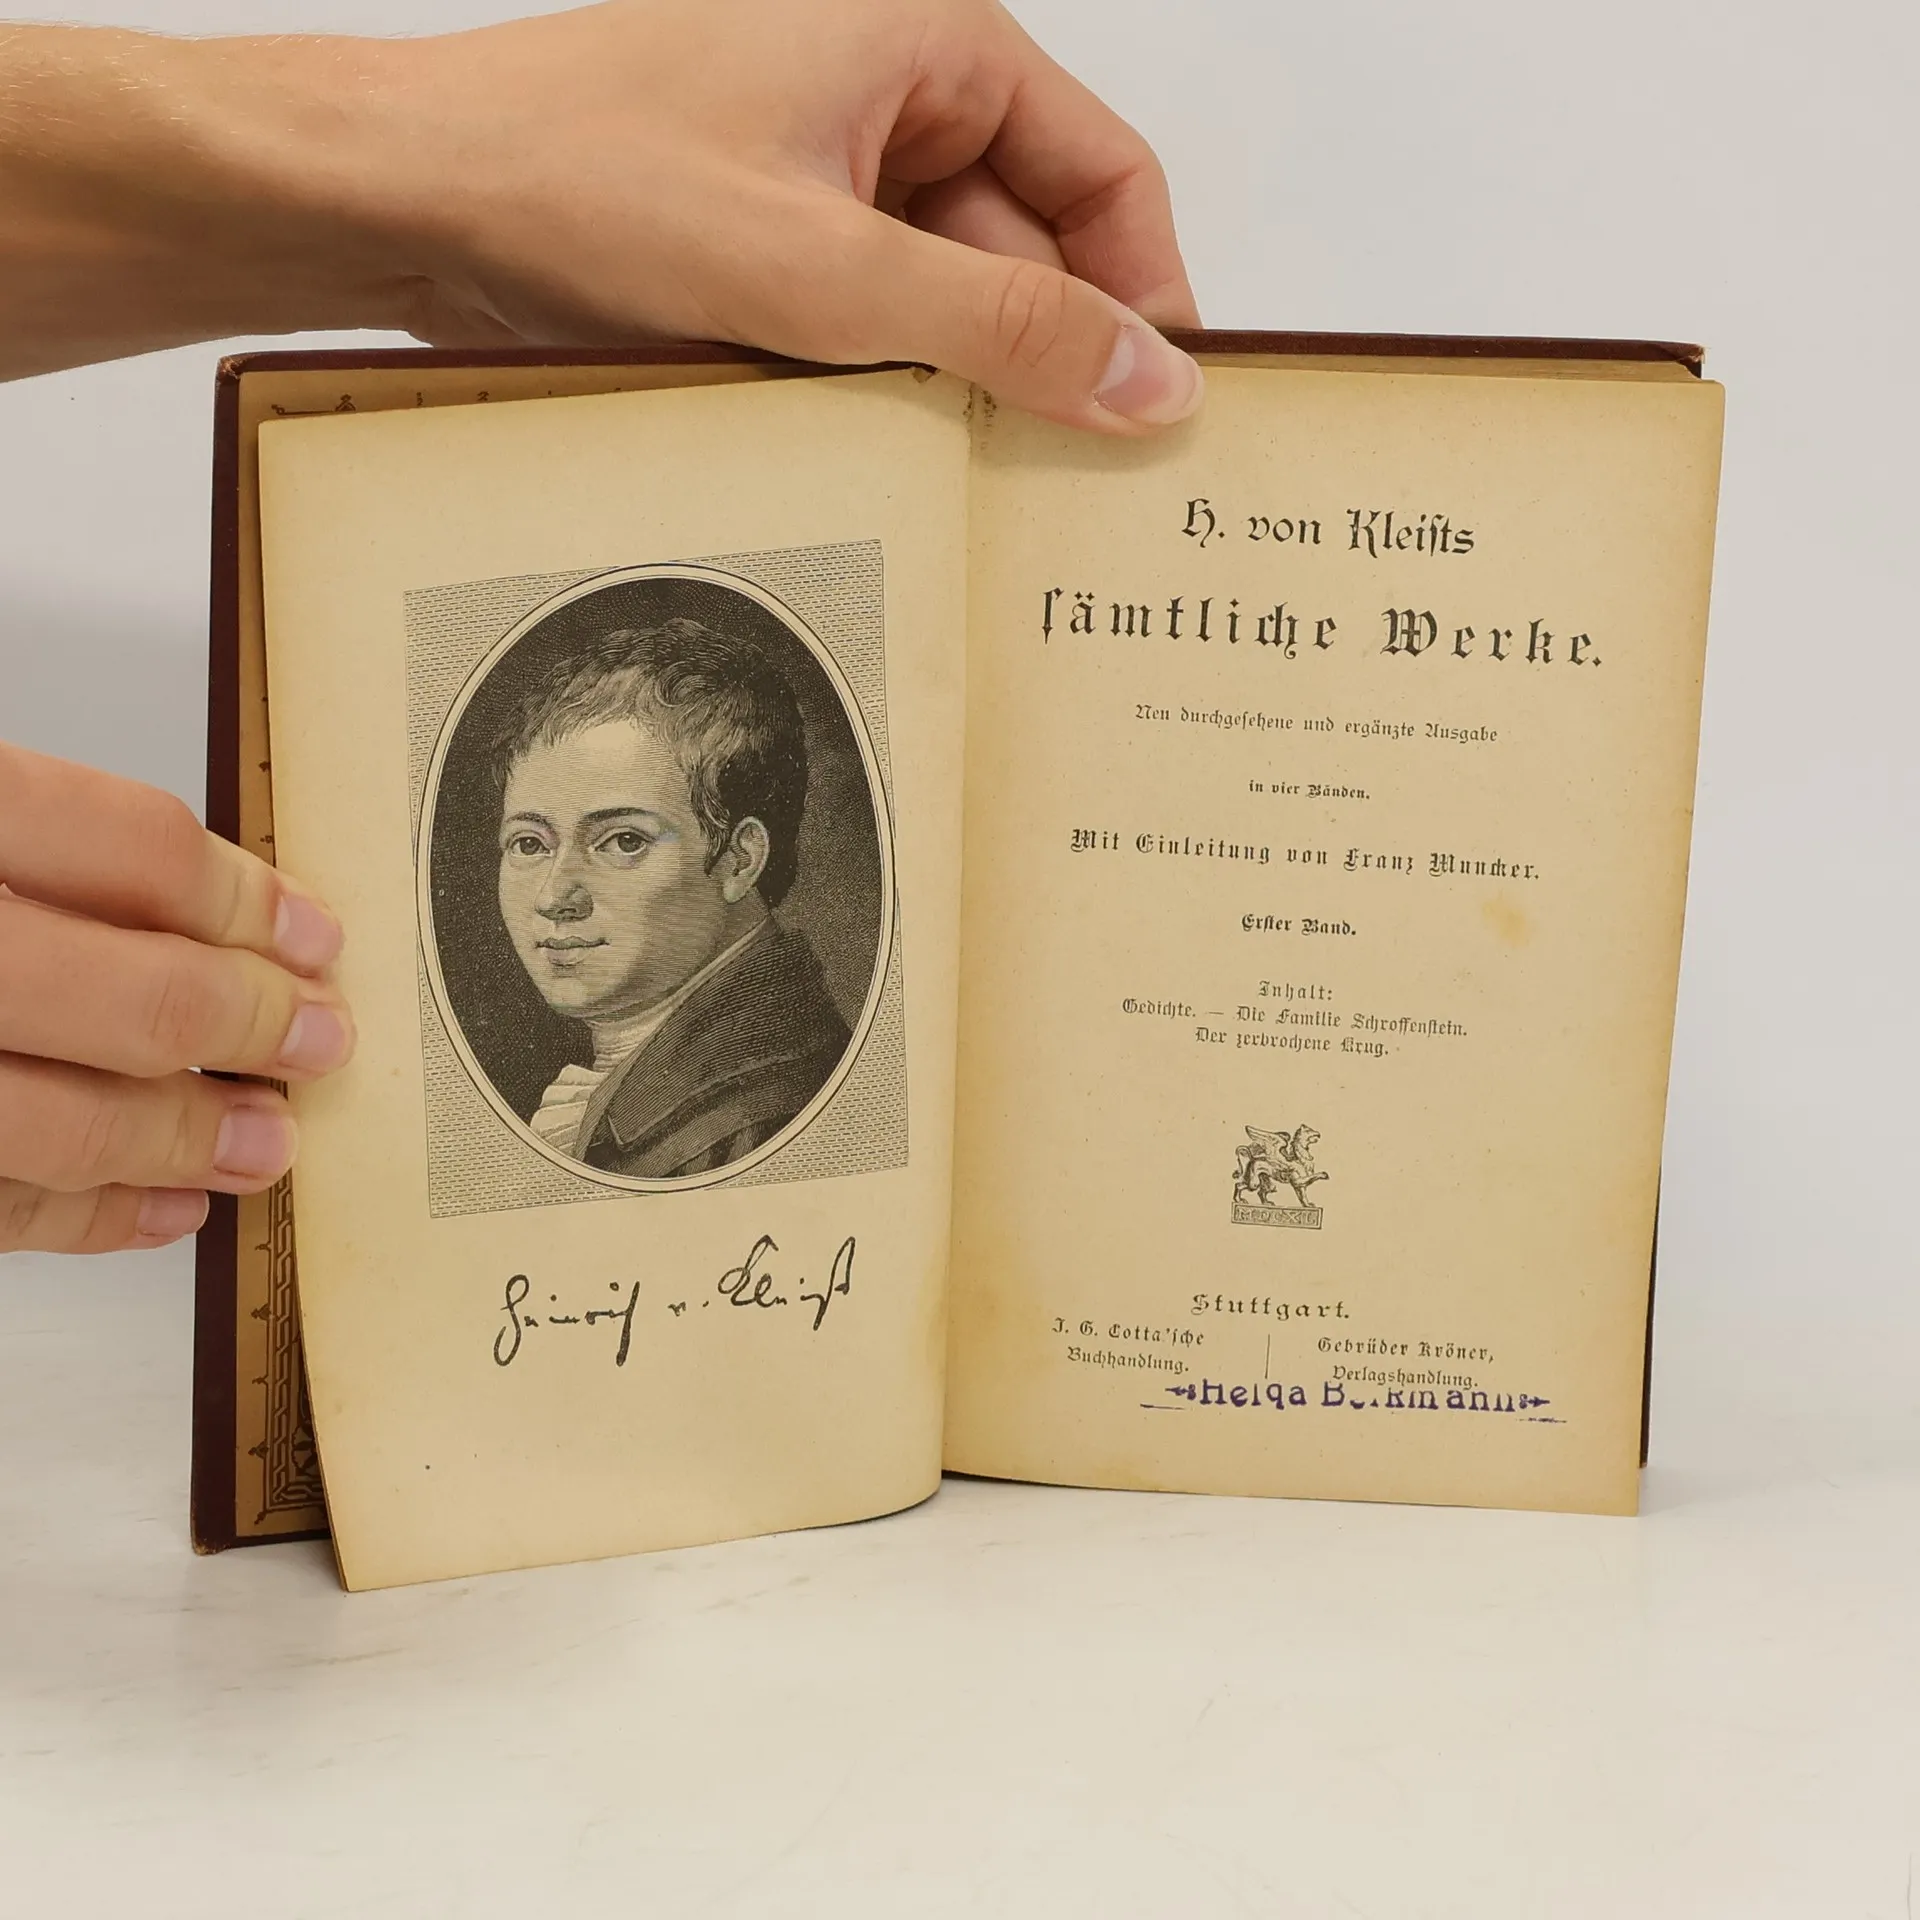 Heinrich v. Kleist
H. von Kleiſts
ſämtliche Werke.
Neu durchgeſehene und ergänzte Ausgabe
in vier Bänden.
Mit Einleitung von Franz Muncker.
Erſter Band.
Inhalt:
Gedichte. — Die Familie Schroffenſtein.
Der zerbrochene Krug.
Stuttgart.
J. G. Cotta'ſche
Buchhandlung.
Gebrüder Kröner,
Verlagshandlung.
Helga